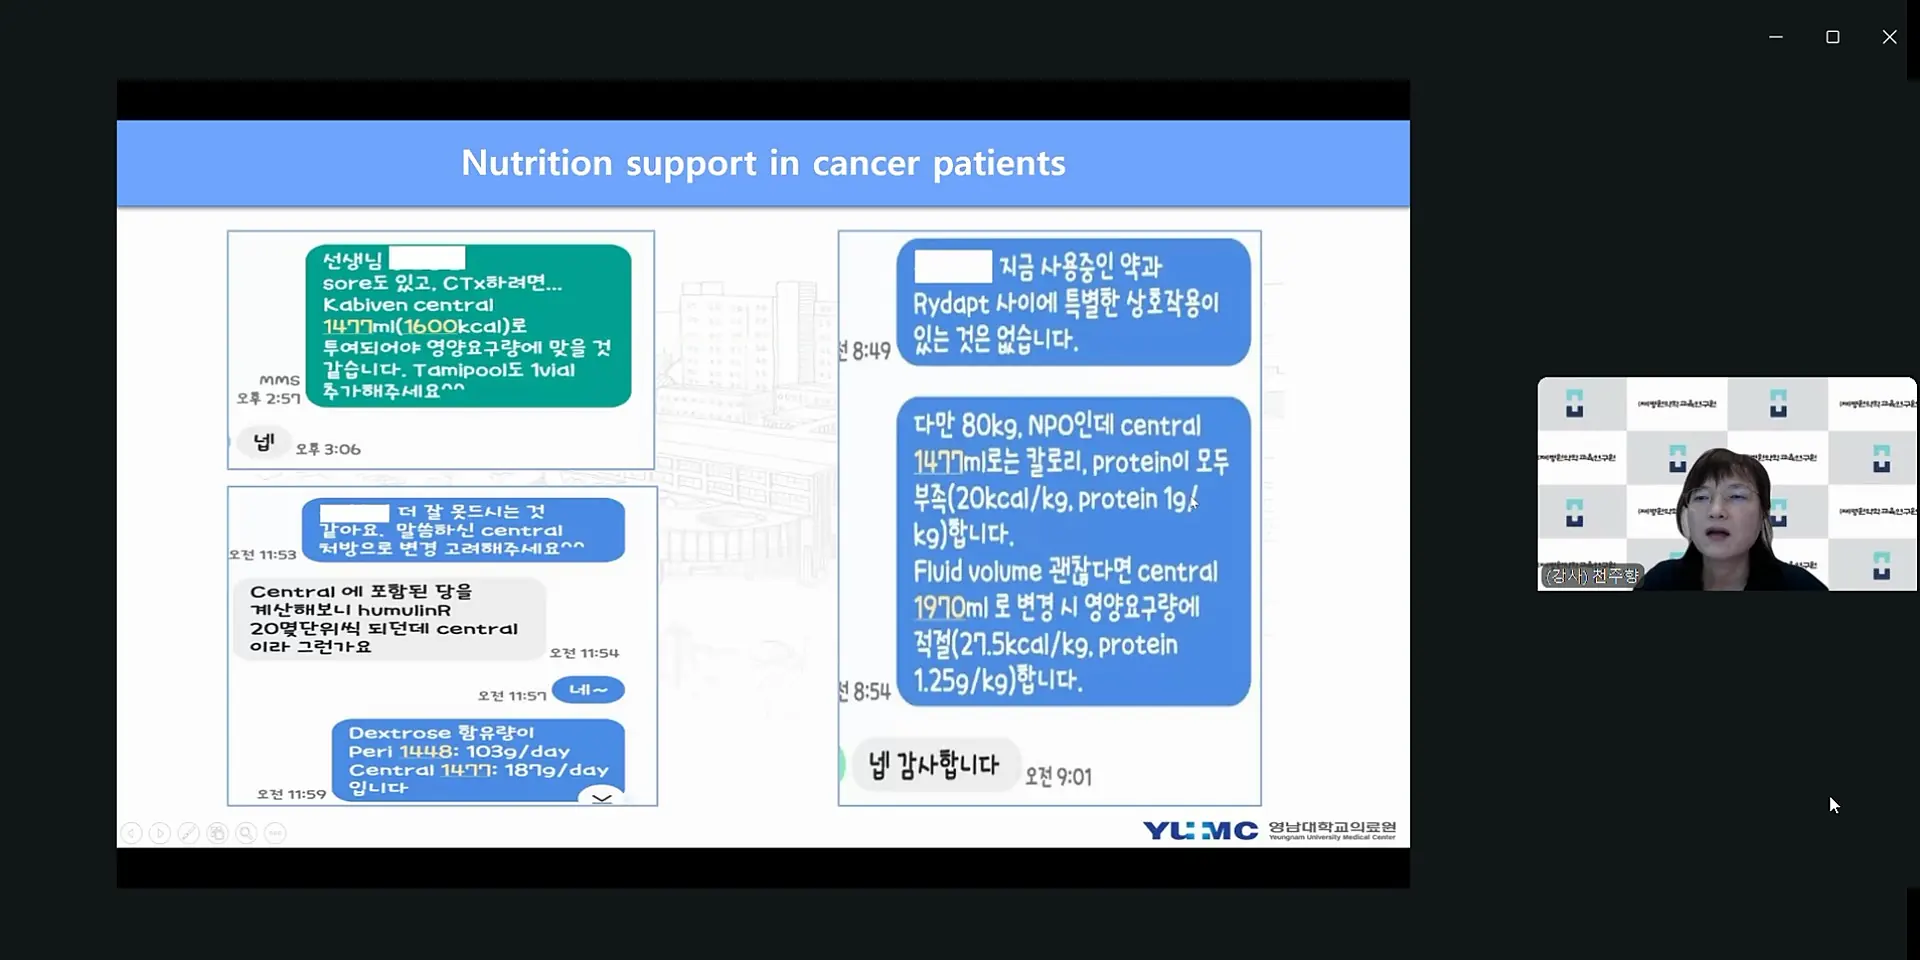 Nutrition support in cancer patients
선생님
sore도 있고, CTx하려면...
Kabiven central
1477ml(1600kcal)로
투여되어야 영양요구량에 맞을 것
같습니다. Tamipool도 1vial
추가해주세요^^
MMS
오후 2:57
넵!
오후 3:06
더 잘 못드시는 것
같아요. 말씀하신 central
처방으로 변경 고려해주세요^^
오전 11:53
Central 에 포함된 당을
계산해보니 humulinR
20몇단위씩 되던데 central
이라 그런가요
오전 11:54
오전 11:57
네~
Dextrose 함유량이
Peri 1448: 103g/day
Central 1477: 187g/day
입니다
오전 11:59
지금 사용중인 약과
Rydapt 사이에 특별한 상호작용이
있는 것은 없습니다.
전 8:49
다만 80kg, NPO인데 central
1477ml로는 칼로리, protein이 모두
부족(20kcal/kg, protein 1g/
kg)합니다.
Fluid volume 괜찮다면 central
1970ml 로 변경 시 영양요구량에
적절(27.5kcal/kg, protein
1.25g/kg)합니다.
전 8:54
넵! 감사합니다
오전 9:01
YUMC 영남대학교의료원
Yeungnam University Medical Center
(강사) 천주향